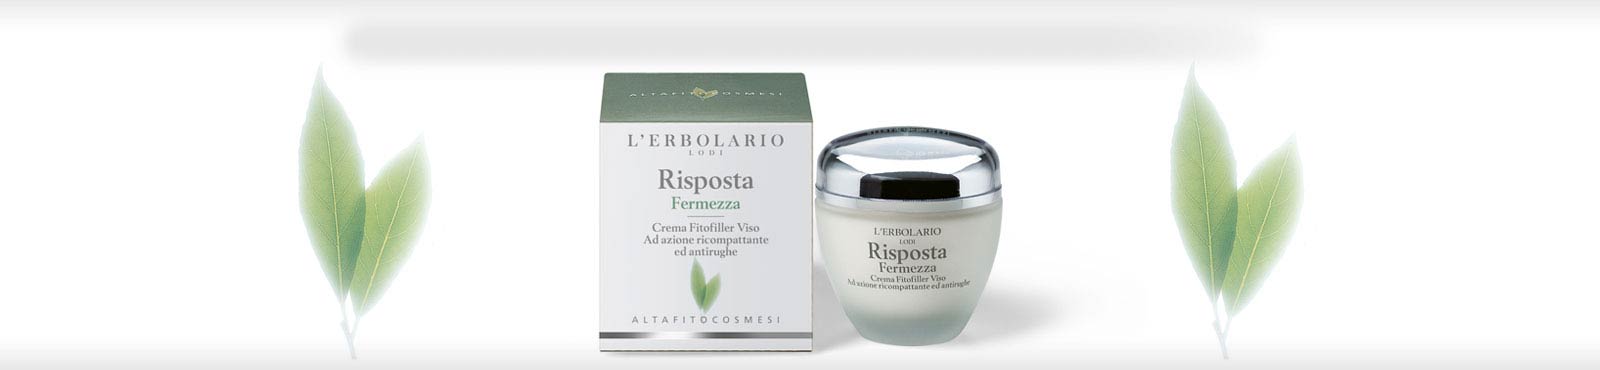 ALTAFITOCOSMESI
L'ERBOLARIO
LODI
Risposta
Fermezza
Crema Fitofiller Viso
Ad azione ricompattante
ed antirughe
ALTAFITOCOSMESI
L'ERBOLARIO
LODI
Risposta
Fermezza
Crema Fitofiller Viso
Ad azione ricompattante ed antirughe